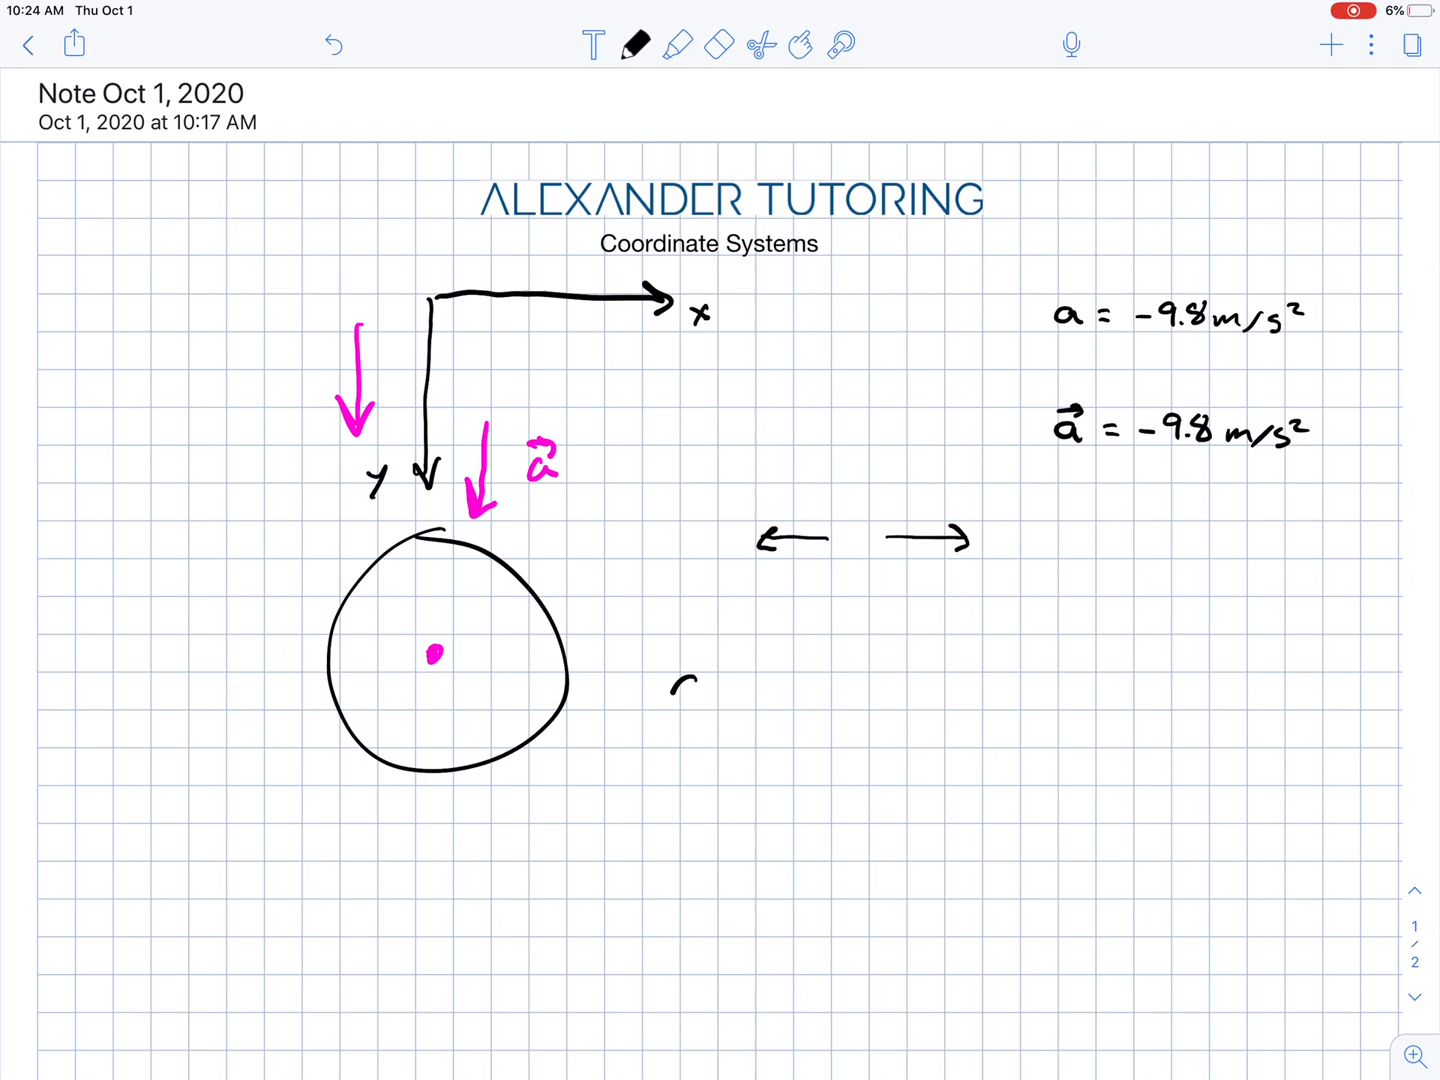 10:24 AM Thu Oct 1
6%
T
Note Oct 1, 2020
Oct 1, 2020 at 10:17 AM
ALEXANDER TUTORING
Coordinate Systems
x
a = -9.8 m/s²
y
a⃗
a⃗ = -9.8 m/s²
1
/
2